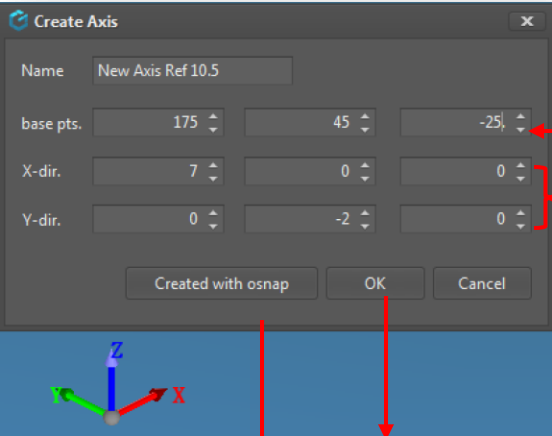 Create Axis
Name New Axis Ref 10.5
base pts. 175 45 -25.
X-dir. 7 0 0
Y-dir. 0 -2 0
Created with osnap OK Cancel
Z
Y X